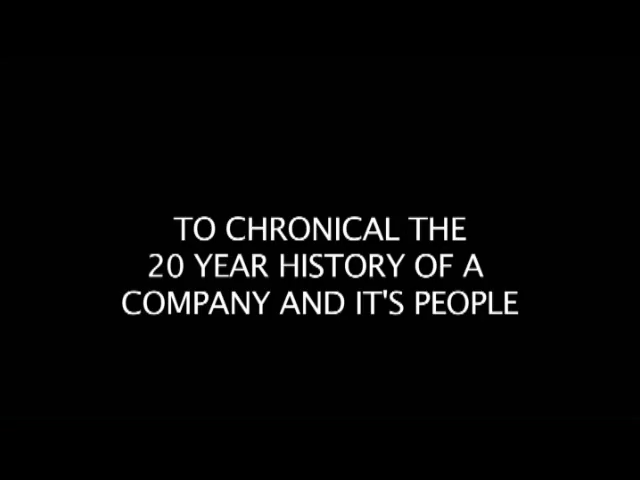 TO CHRONICAL THE
20 YEAR HISTORY OF A
COMPANY AND IT'S PEOPLE